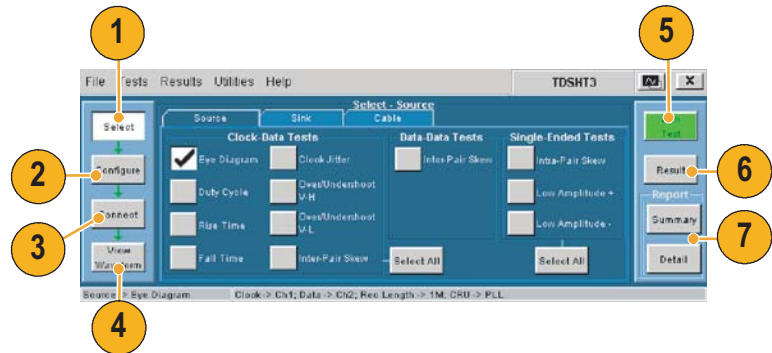 1
5
File Tests Results Utilities Help TDSHT3 X
Select - Source
Select
Source Sink Cable
Test
Clock-Data Tests Data-Data Tests Single-Ended Tests
Eye Diagram Clock Jitter Inter-Pair Skew Intra-Pair Skew
2
Configure
Result
6
Duty Cycle Over/Undershoot V-H Low Amplitude +
Report
3
Connect
Rise Time Over/Undershoot V-L Low Amplitude -
Summary
7
View Waveform
Fall Time Inter-Pair Skew Select All Select All
Detail
Source -> Eye Diagram Clock -> Ch1; Data -> Ch2; Rec Length -> 1M, CRU -> PLL
4